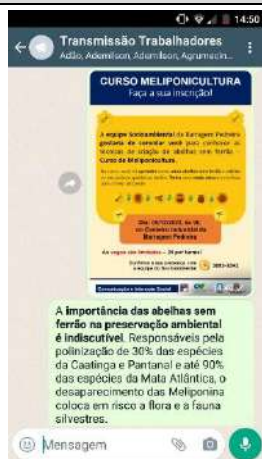 14:50
Transmissão Trabalhadores
Adão, Ademilson, Ademilson, Agrumacin...
CURSO MELIPONICULTURA
Faça a sua inscrição!
A equipe Socioambiental da Barragem Pedreira
gostaria de convidar você para conhecer as
técnicas de criação de abelhas sem ferrão -
Curso de Meliponicultura.
Barragem Pedreira
As vagas são limitadas - 20 por turma!
A importância das abelhas sem
ferrão na preservação ambiental
é indiscutível. Responsáveis pela
polinização de 30% das espécies
da Caatinga e Pantanal e até 90%
das espécies da Mata Atlântica, o
desaparecimento das Meliponina
coloca em risco a flora e a fauna
silvestres.
Mensagem